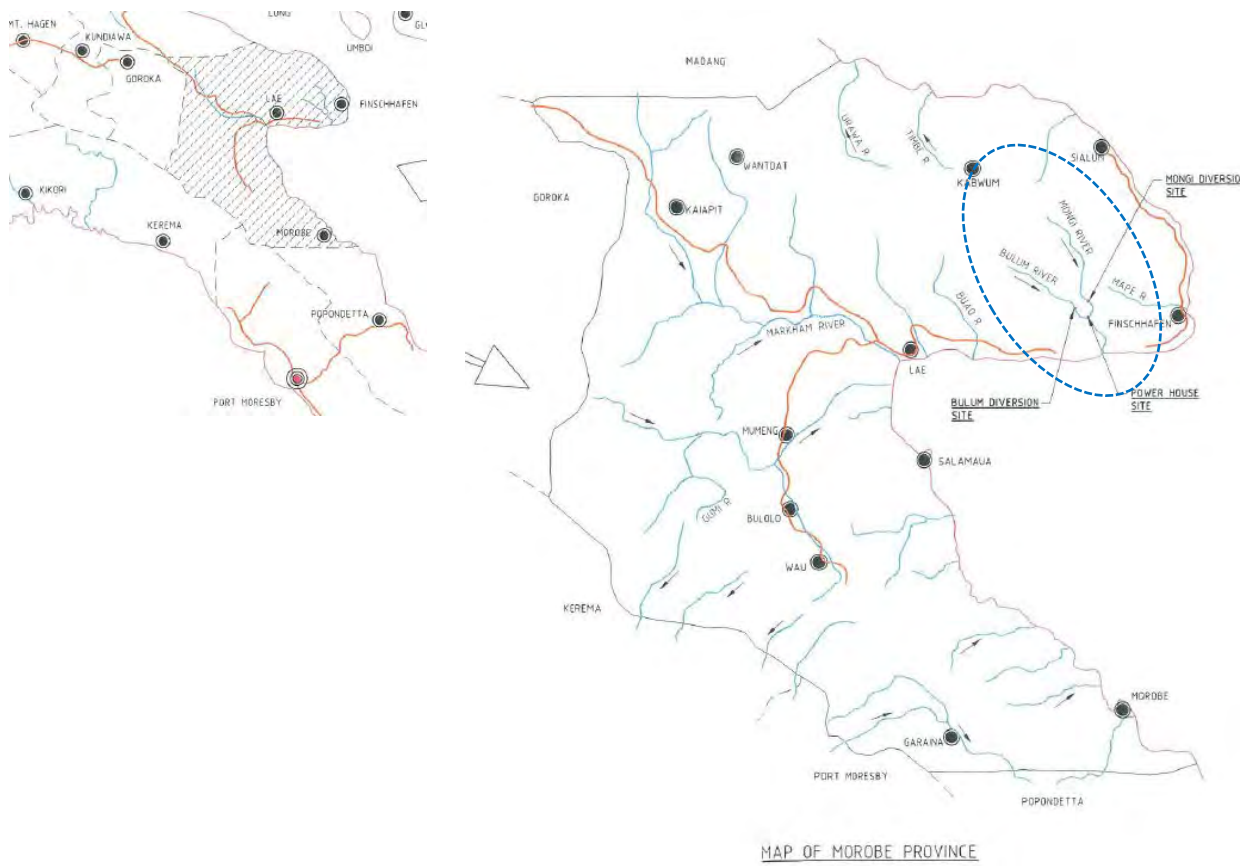 LONG
MT. HAGEN
KUNDIAWA
GOROKA
UMBOI
LAE
FINSCHHAFEN
KIKORI
KEREMA
MOROBE
POPONDETTA
PORT MORESBY
MADANG
URAWA R
TIMBE R
WANTOAT
KABWUM
SIALUM
MONGI DIVERSION
SITE
GOROKA
KAIAPIT
MONGI RIVER
BULUM RIVER
MAPE R
BUAO R
FINSCHHAFEN
MARKHAM RIVER
LAE
BULUM DIVERSION
SITE
POWER HOUSE
SITE
MUMENG
SALAMAUA
GUMI R
BULOLO
WAU
KEREMA
MOROBE
GARAINA
PORT MORESBY
POPONDETTA
MAP OF MOROBE PROVINCE